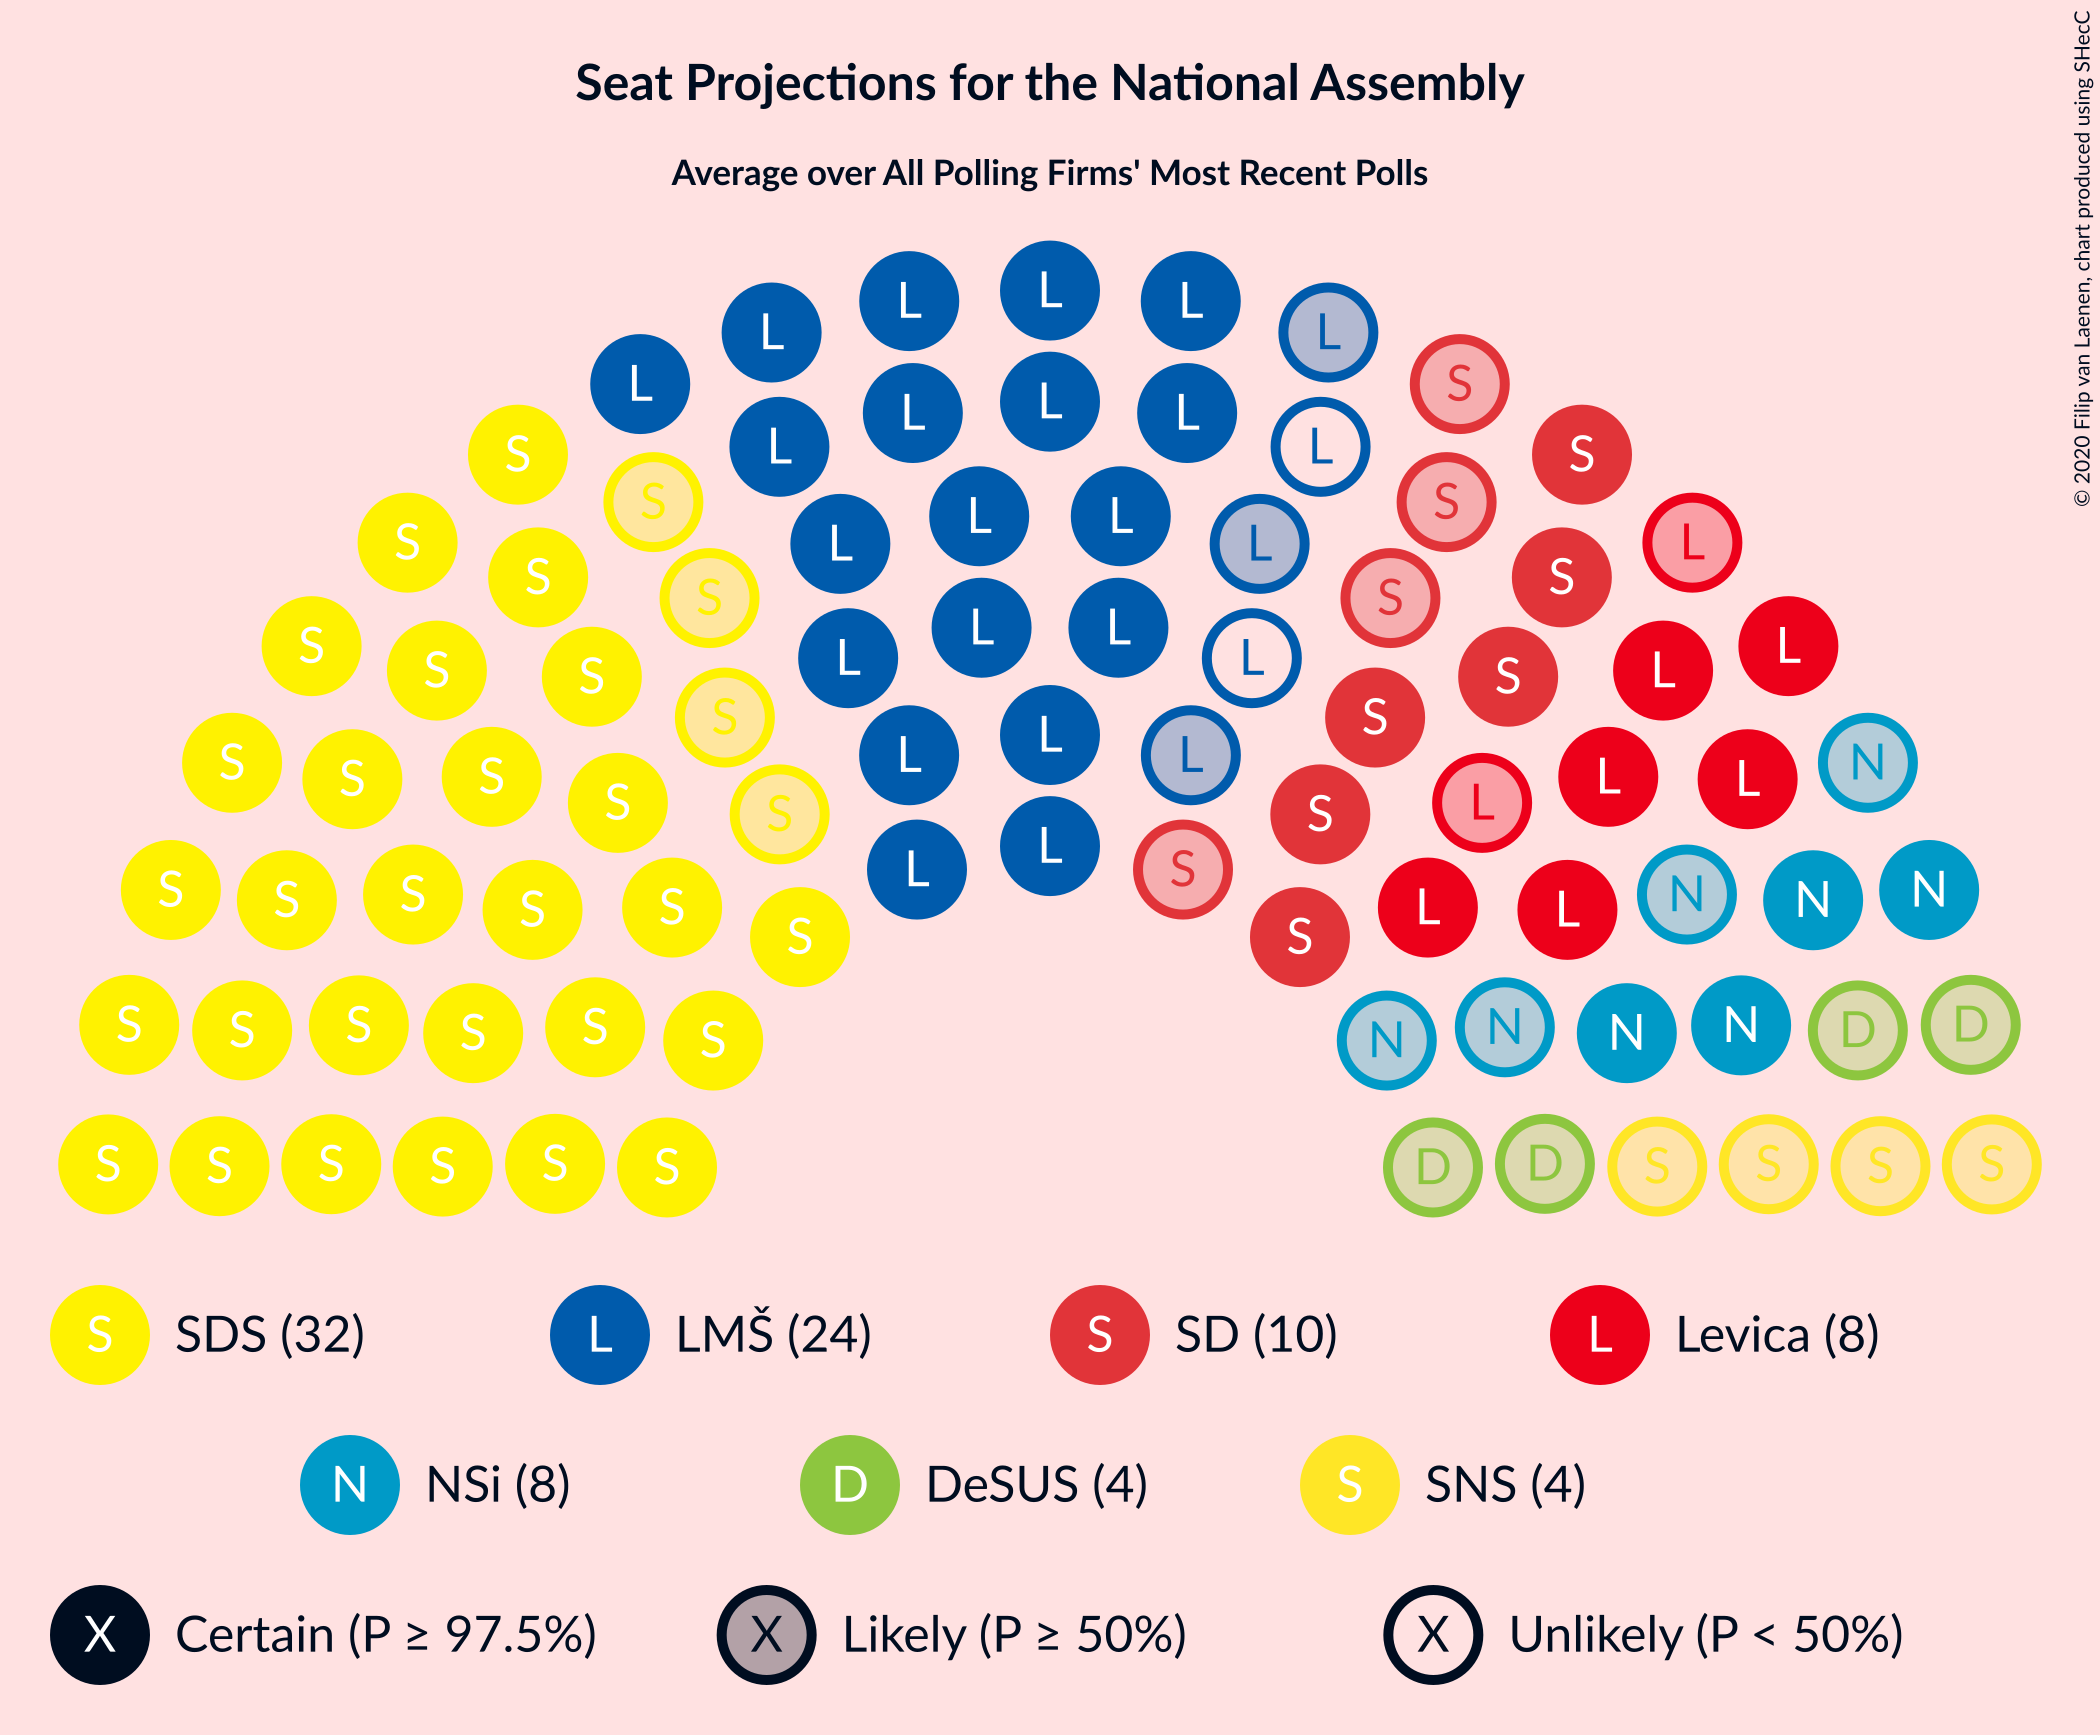 Seat Projections for the National Assembly
Average over All Polling Firms' Most Recent Polls
© 2020 Filip van Laenen, chart produced using SHecC
L L L L L L L S
L L L L L S
S S S S
S L L L L S
S S S S S L
S L L L L S
S S S S S L L
S S L L L S
S S S S S L L L N
S L L S
S S S S S S S L L N N N
S S S S S S N N N N D D
S S S S S S D D S S S S
S SDS (32) L LMŠ (24) S SD (10) L Levica (8)
N NSi (8) D DeSUS (4) S SNS (4)
X Certain (P ≥ 97.5%) X Likely (P ≥ 50%) X Unlikely (P < 50%)